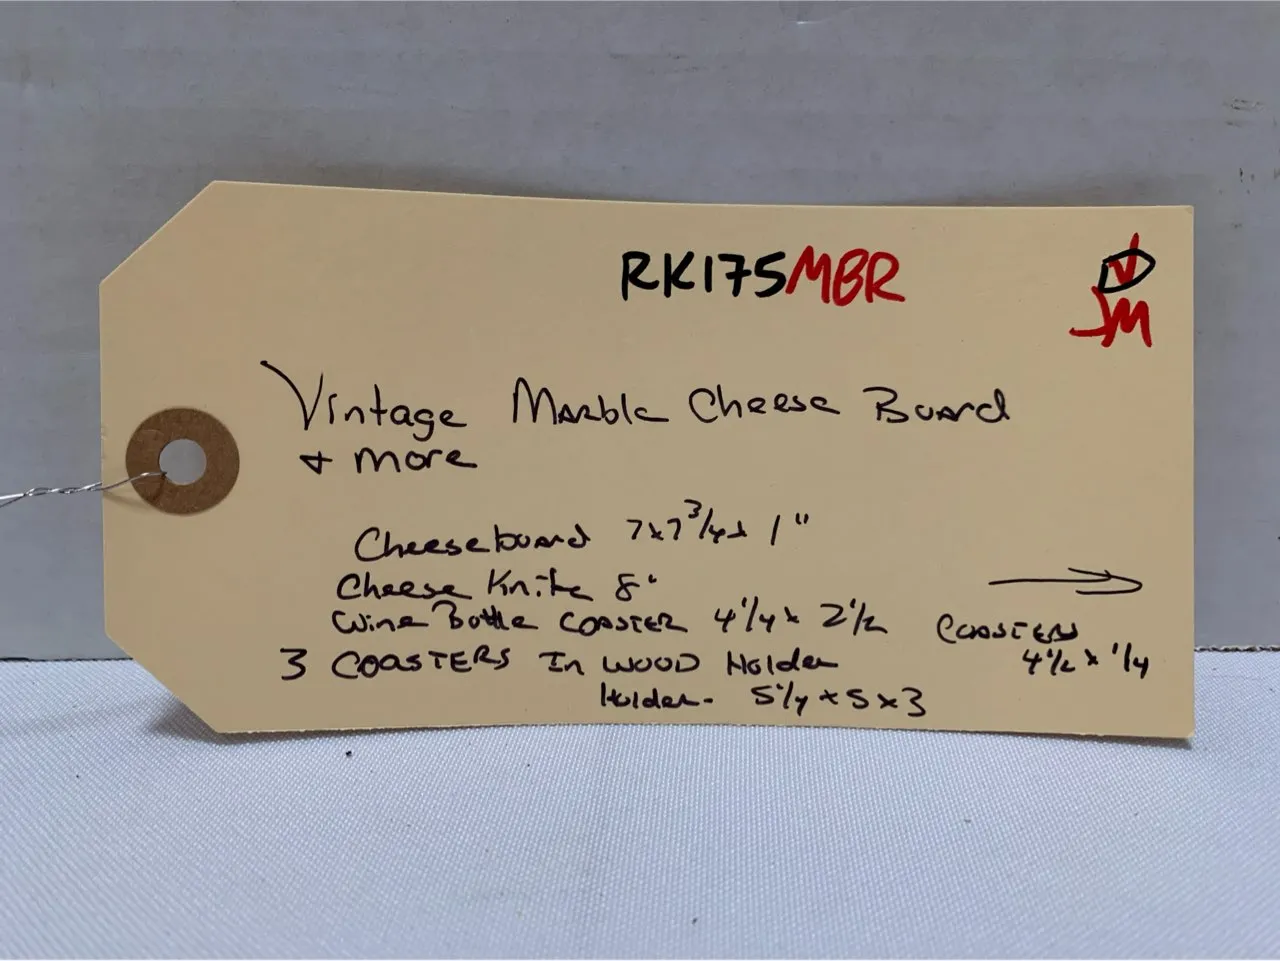 RK175MBR
V
JM
Vintage Marble Cheese Board
+ more
Cheeseboard 7x7 3/4 x 1"
Cheese Knife 8"
Wine Bottle COASTER 4 1/4 x 2 1/2
3 COASTERS In WOOD Holder
Holder- 5 1/4 x 5 x 3
COASTERS
4 1/2 x 1/4